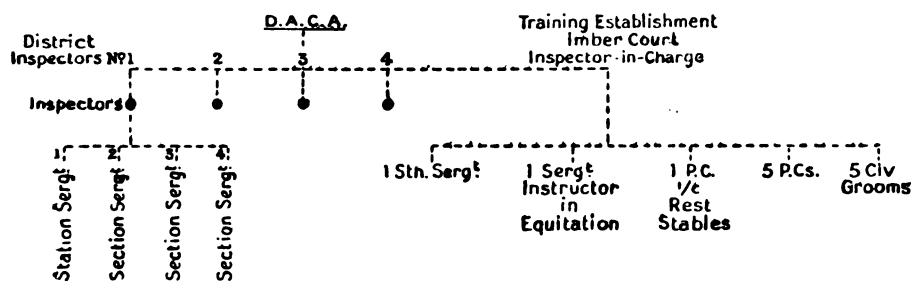 D.A.C.A.
Training Establishment
Imber Court
Inspector-in-Charge
District
Inspectors Nº1 2 3 4
Inspectors
1 2 3 4
Station Sergt.
Section Sergt.
Section Sergt.
Section Sergt.
1 Stn. Sergt.
1 Sergt.
Instructor
in
Equitation
1 P.C.
i/c
Rest
Stables
5 P.Cs.
5 Civ
Grooms